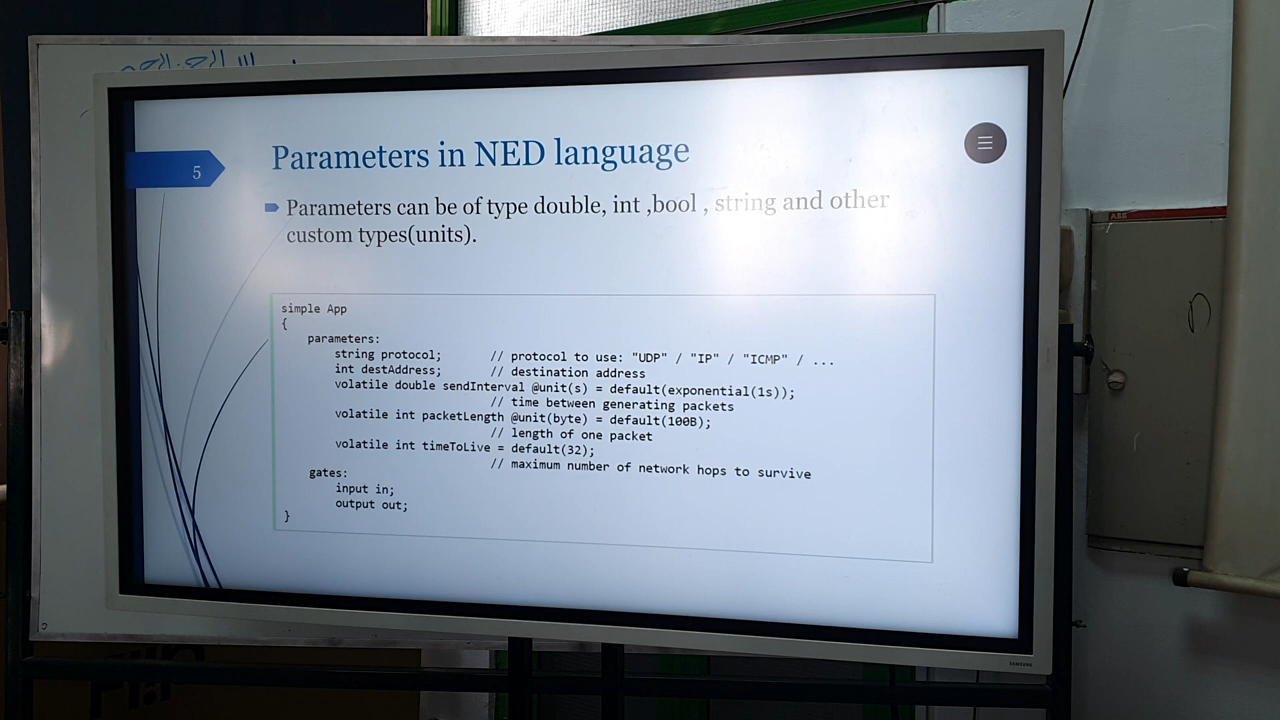 5
Parameters in NED language
Parameters can be of type double, int ,bool , string and other
custom types(units).
simple App
{
parameters:
string protocol; // protocol to use: "UDP" / "IP" / "ICMP" / ...
int destAddress; // destination address
volatile double sendInterval @unit(s) = default(exponential(1s));
// time between generating packets
volatile int packetLength @unit(byte) = default(100B);
// length of one packet
volatile int timeToLive = default(32);
// maximum number of network hops to survive
gates:
input in;
output out;
}
ABB
SAMSUNG